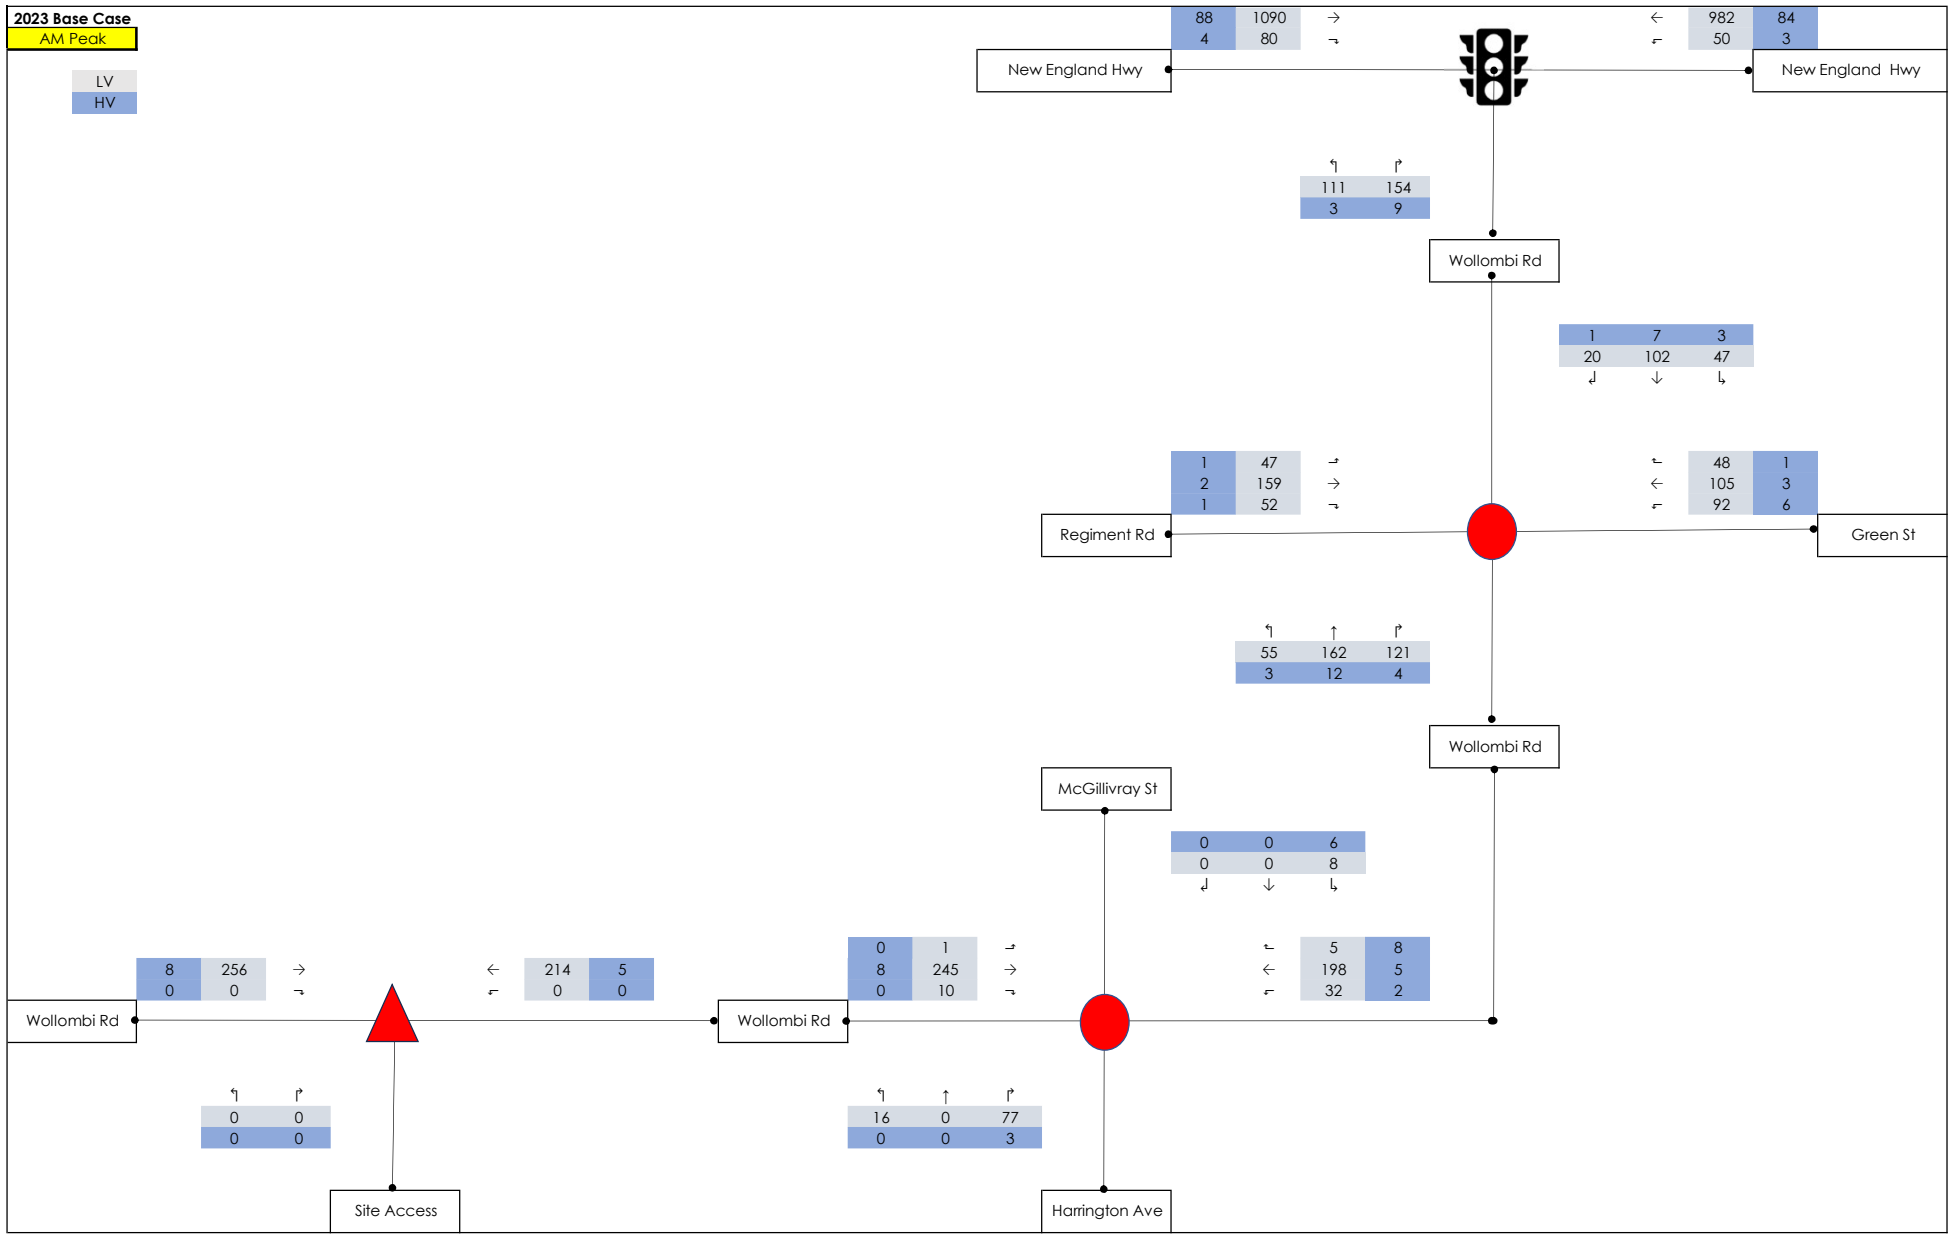 2023 Base Case
AM Peak
LV
HV
88 1090 → ← 982 84
4 80 ⬎ ⬐ 50 3
New England Hwy
New England Hwy
↰ ↱
111 154
3 9
Wollombi Rd
1 7 3
20 102 47
↲ ↓ ↳
1 47 ⬏ ⬑ 48 1
2 159 → ← 105 3
1 52 ⬎ ⬐ 92 6
Regiment Rd
Green St
↰ ↑ ↱
55 162 121
3 12 4
Wollombi Rd
McGillivray St
0 0 6
0 0 8
↲ ↓ ↳
0 1 ⬏ ⬑ 5 8
8 256 → ← 214 5
8 245 → ← 198 5
0 0 ⬎ ⬐ 0 0
0 10 ⬎ ⬐ 32 2
Wollombi Rd
Wollombi Rd
↰ ↱
0 0
0 0
↰ ↑ ↱
16 0 77
0 0 3
Site Access
Harrington Ave